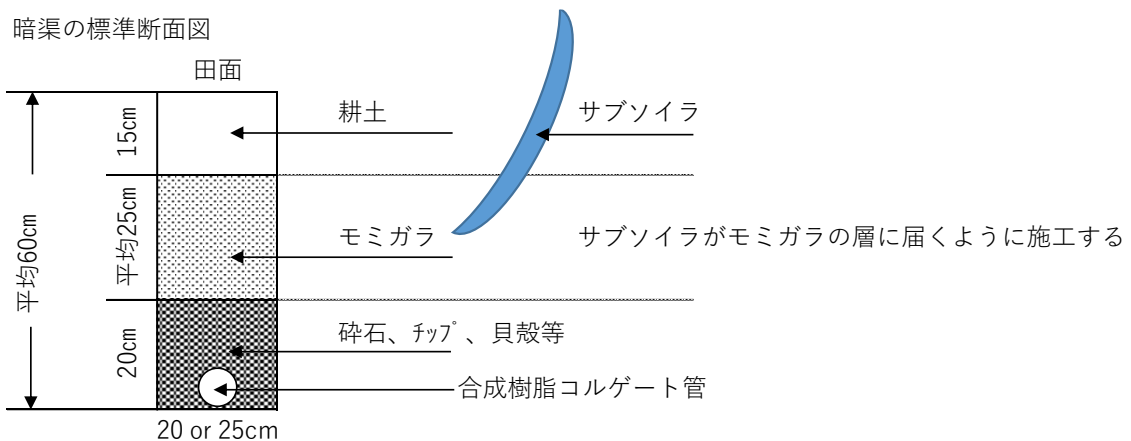 暗渠の標準断面図
田面
耕土
サブソイラ
15㎝
平均25㎝
平均60㎝
モミガラ
サブソイラがモミガラの層に届くように施工する
20㎝
砕石、ﾁｯﾌﾟ、貝殻等
合成樹脂コルゲート管
20 or 25cm